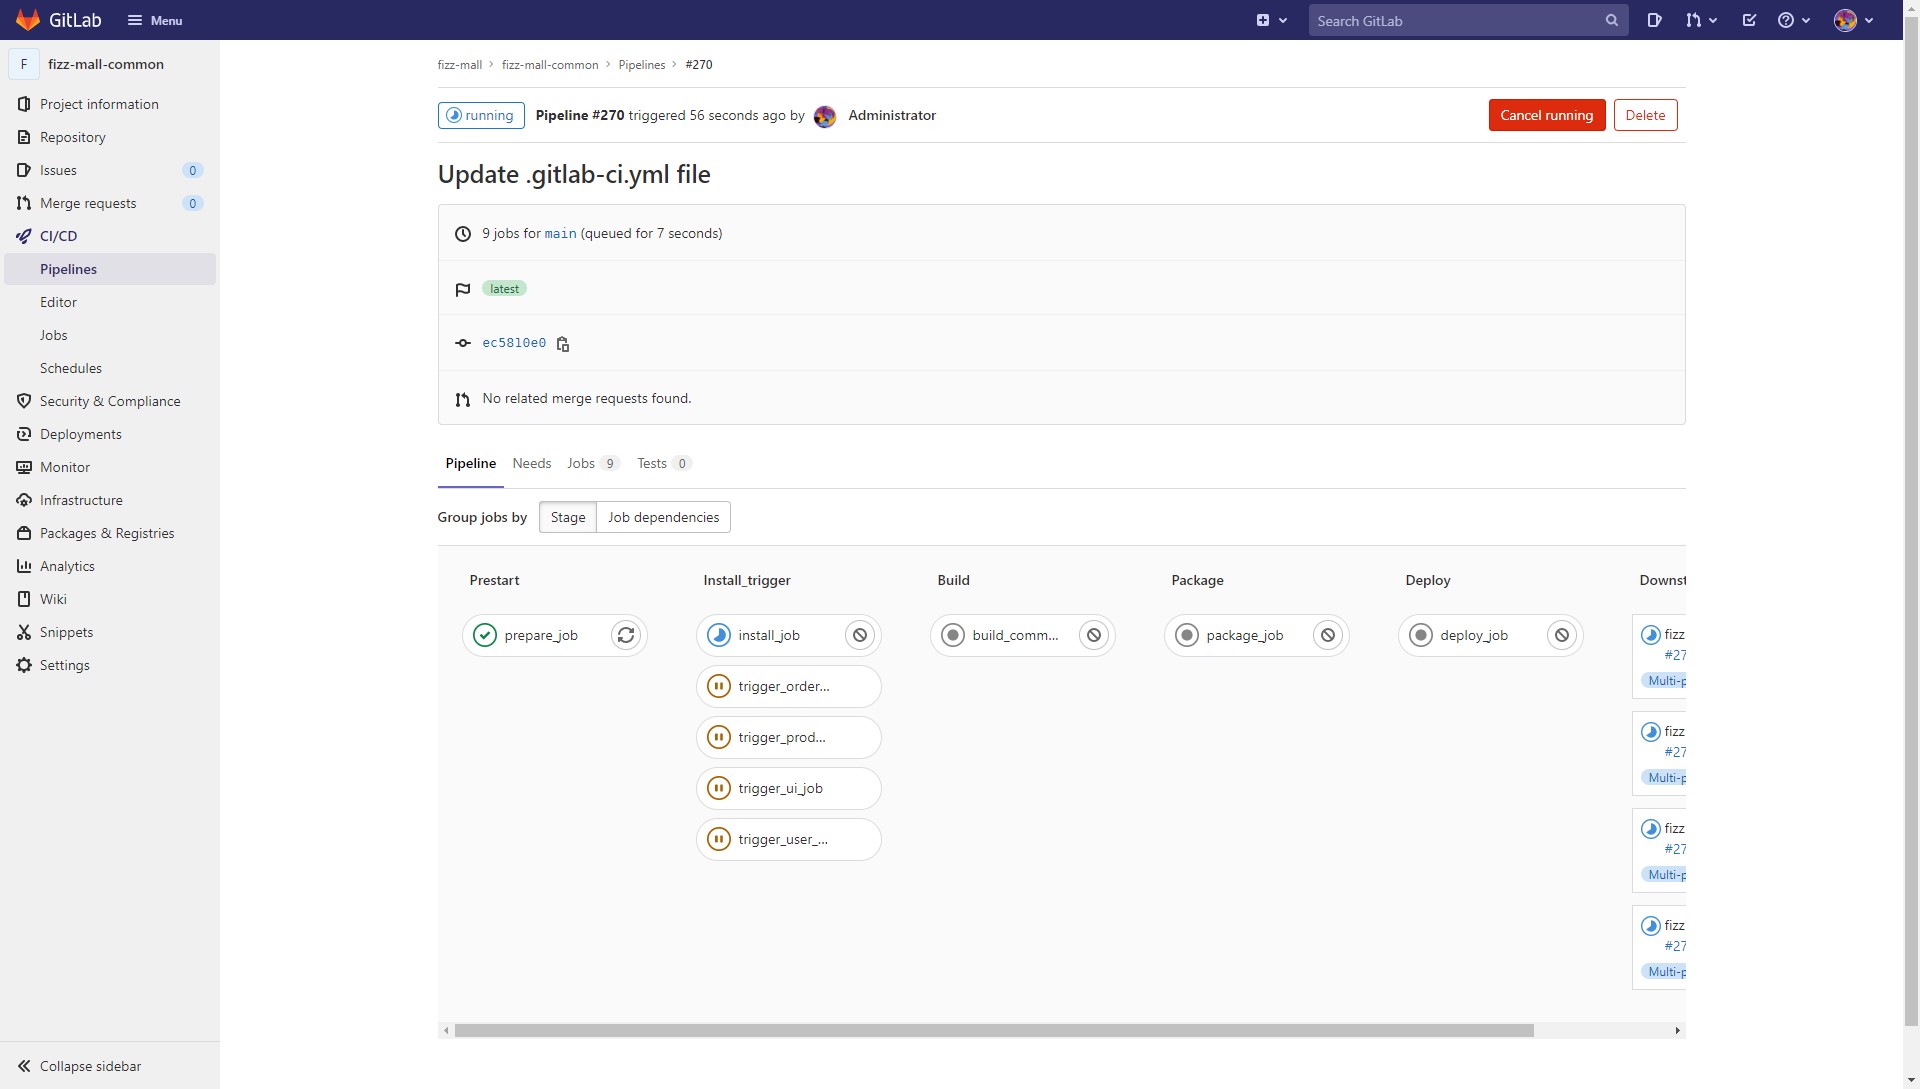 GitLab
Menu
Search GitLab
F
fizz-mall-common
Project information
Repository
Issues 0
Merge requests 0
CI/CD
Pipelines
Editor
Jobs
Schedules
Security & Compliance
Deployments
Monitor
Infrastructure
Packages & Registries
Analytics
Wiki
Snippets
Settings
Collapse sidebar
fizz-mall › fizz-mall-common › Pipelines › #270
running Pipeline #270 triggered 56 seconds ago by Administrator
Cancel running
Delete
Update .gitlab-ci.yml file
9 jobs for main (queued for 7 seconds)
latest
ec5810e0
No related merge requests found.
Pipeline Needs Jobs 9 Tests 0
Group jobs by Stage Job dependencies
Prestart
prepare_job
Install_trigger
install_job
trigger_order...
trigger_prod...
trigger_ui_job
trigger_user_...
Build
build_comm...
Package
package_job
Deploy
deploy_job
Downst
fizz
#27
Multi-p
fizz
#27
Multi-p
fizz
#27
Multi-p
fizz
#27
Multi-p